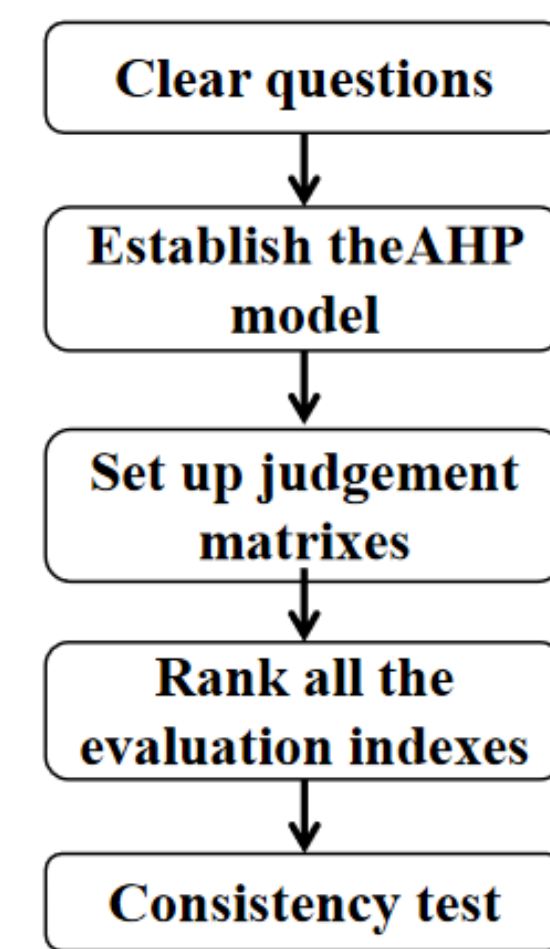 Clear questions
Establish theAHP
model
Set up judgement
matrixes
Rank all the
evaluation indexes
Consistency test